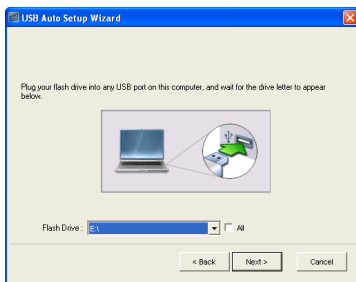 USB Auto Setup Wizard
Plug your flash drive into any USB port on this computer, and wait for the drive letter to appear
below.
Flash Drive : E:\ All
< Back Next > Cancel